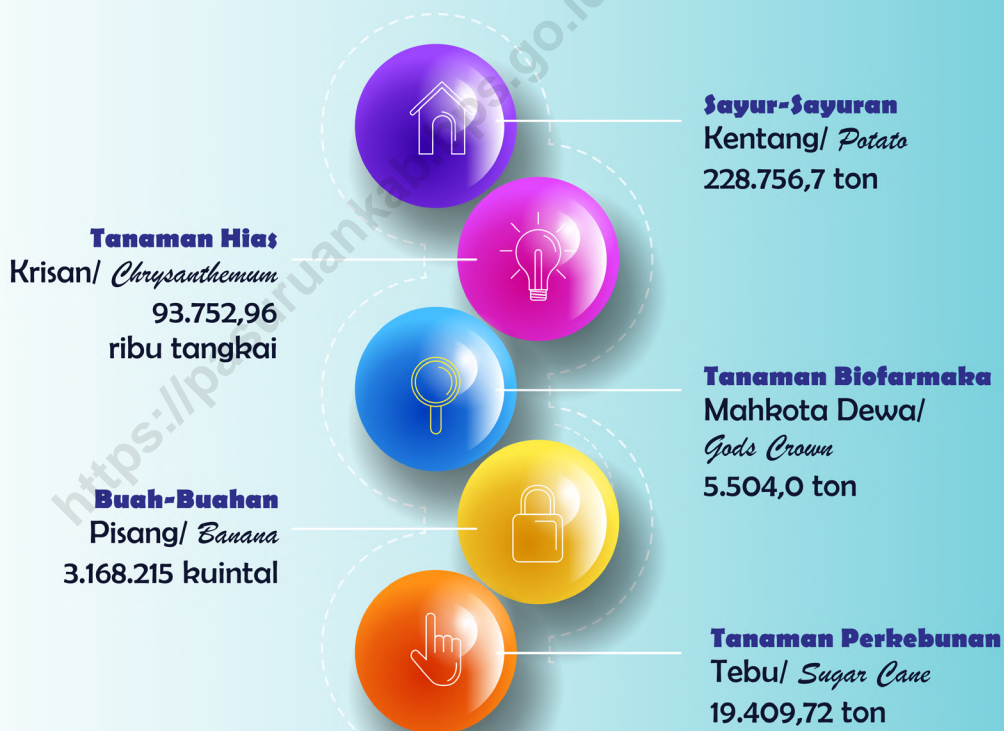 Sayur-Sayuran
Kentang/ Potato
228.756,7 ton
Tanaman Hias
Krisan/ Chrysanthemum
93.752,96
ribu tangkai
Tanaman Biofarmaka
Mahkota Dewa/
Gods Crown
5.504,0 ton
Buah-Buahan
Pisang/ Banana
3.168.215 kuintal
Tanaman Perkebunan
Tebu/ Sugar Cane
19.409,72 ton